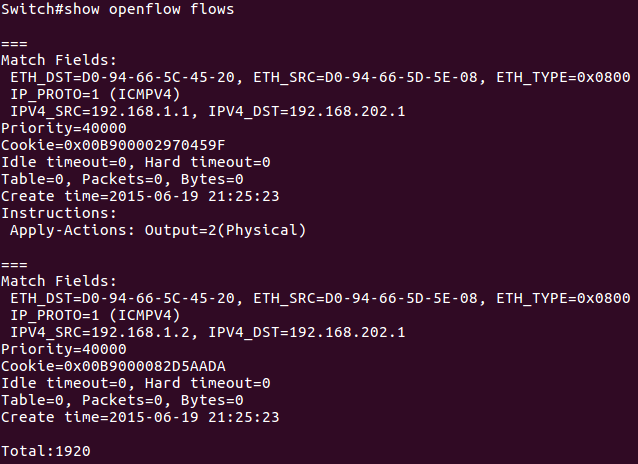 Switch#show openflow flows
===
Match Fields:
ETH_DST=D0-94-66-5C-45-20, ETH_SRC=D0-94-66-5D-5E-08, ETH_TYPE=0x0800
IP_PROTO=1 (ICMPV4)
IPV4_SRC=192.168.1.1, IPV4_DST=192.168.202.1
Priority=40000
Cookie=0x00B900002970459F
Idle timeout=0, Hard timeout=0
Table=0, Packets=0, Bytes=0
Create time=2015-06-19 21:25:23
Instructions:
Apply-Actions: Output=2(Physical)
===
Match Fields:
ETH_DST=D0-94-66-5C-45-20, ETH_SRC=D0-94-66-5D-5E-08, ETH_TYPE=0x0800
IP_PROTO=1 (ICMPV4)
IPV4_SRC=192.168.1.2, IPV4_DST=192.168.202.1
Priority=40000
Cookie=0x00B9000082D5AADA
Idle timeout=0, Hard timeout=0
Table=0, Packets=0, Bytes=0
Create time=2015-06-19 21:25:23
Total:1920